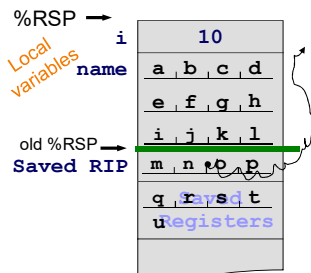 %RSP
i 10
Local variables
name a b c d
e f g h
i j k l
old %RSP
Saved RIP m n o p
q r s t
Saved
u Registers